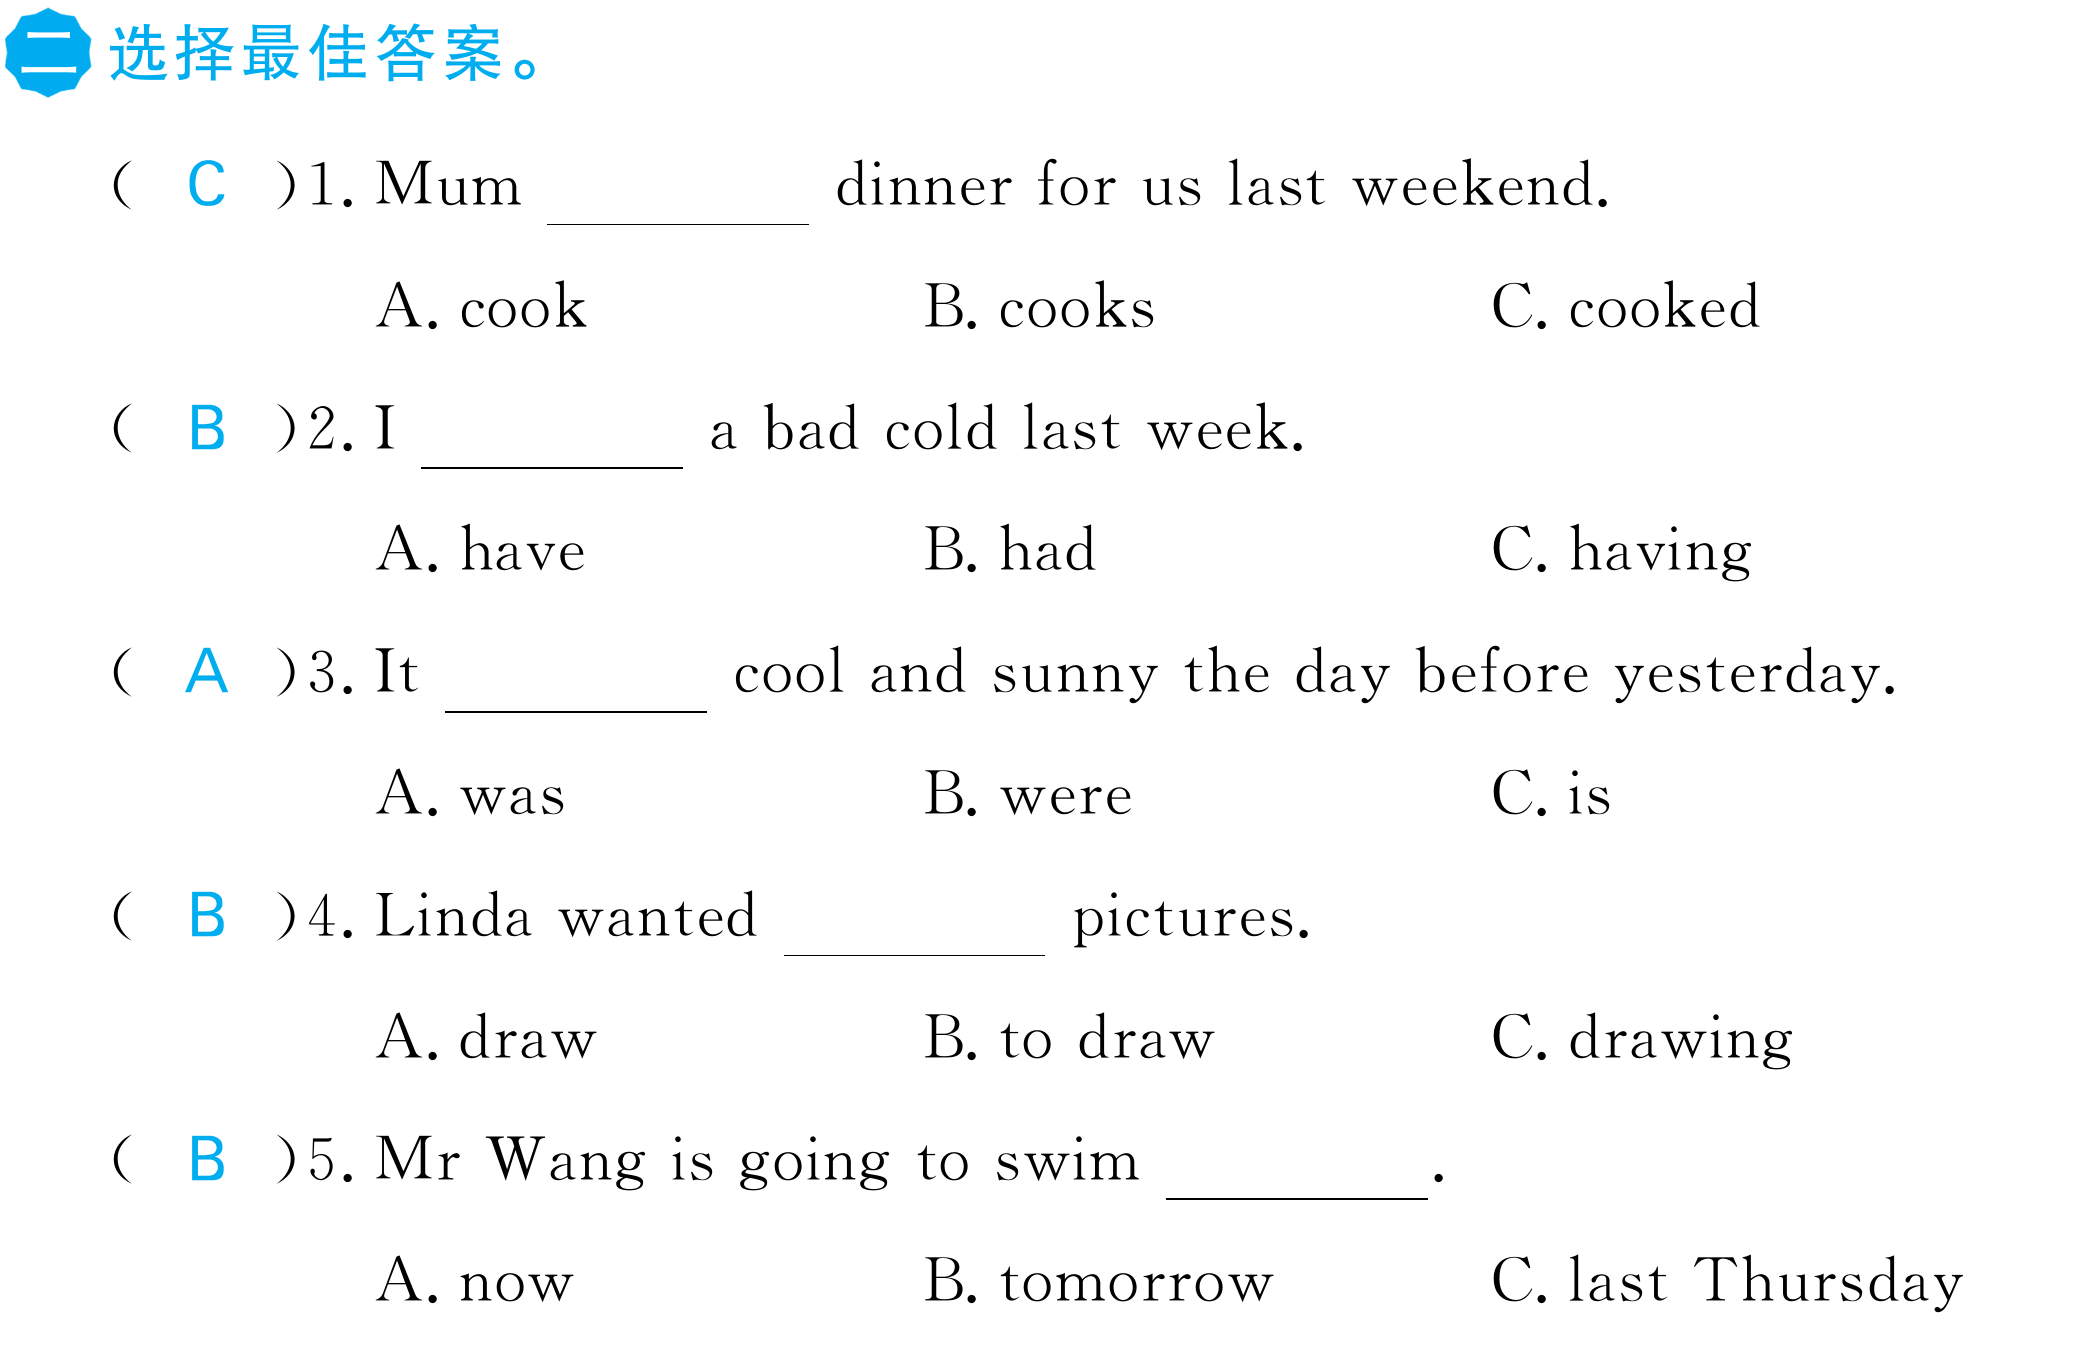 二 选择最佳答案。
( C )1. Mum ________ dinner for us last weekend.
A. cook B. cooks C. cooked
( B )2. I ________ a bad cold last week.
A. have B. had C. having
( A )3. It ________ cool and sunny the day before yesterday.
A. was B. were C. is
( B )4. Linda wanted ________ pictures.
A. draw B. to draw C. drawing
( B )5. Mr Wang is going to swim ________.
A. now B. tomorrow C. last Thursday